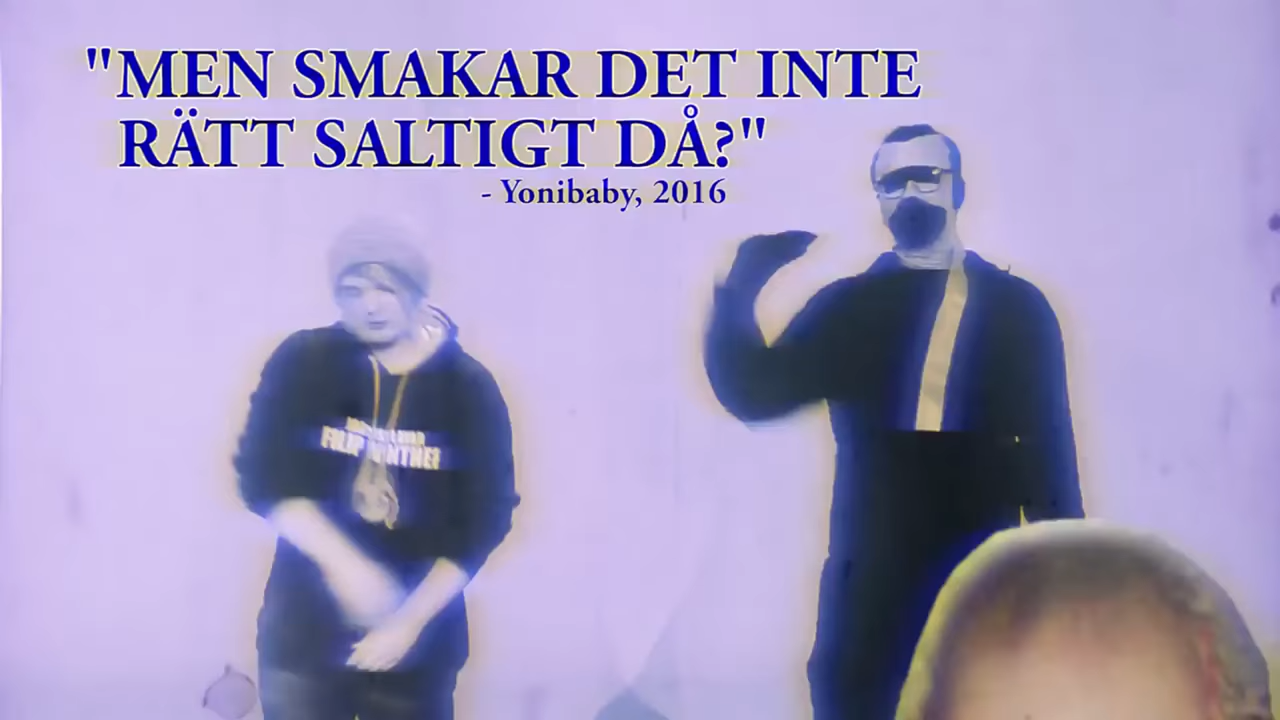 "MEN SMAKAR DET INTE
RÄTT SALTIGT DÅ?"
- Yonibaby, 2016
FILIP